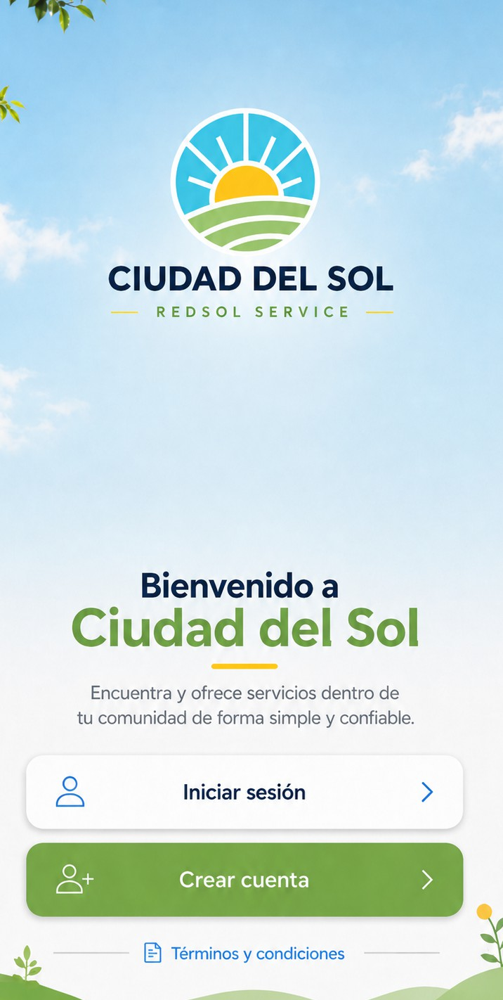 CIUDAD DEL SOL
REDSOL SERVICE
Bienvenido a
Ciudad del Sol
Encuentra y ofrece servicios dentro de
tu comunidad de forma simple y confiable.
Iniciar sesión
Crear cuenta
Términos y condiciones